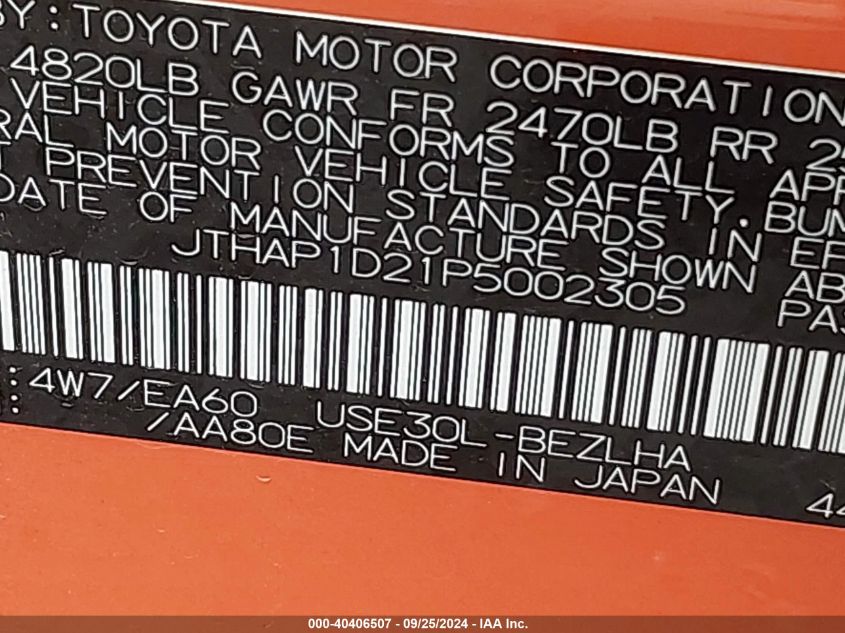 BY:TOYOTA MOTOR CORPORATION
4820LB GAWR FR 2470LB RR
VEHICLE CONFORMS TO ALL
MOTOR VEHICLE SAFETY.
PREVENTION STANDARDS IN
DATE OF MANUFACTURE SHOWN
JTHAP1D21P5002305
4W7/EA60 USE30L-BEZLHA
/AA80E MADE IN JAPAN
000-40406507 - 09/25/2024 - IAA Inc.